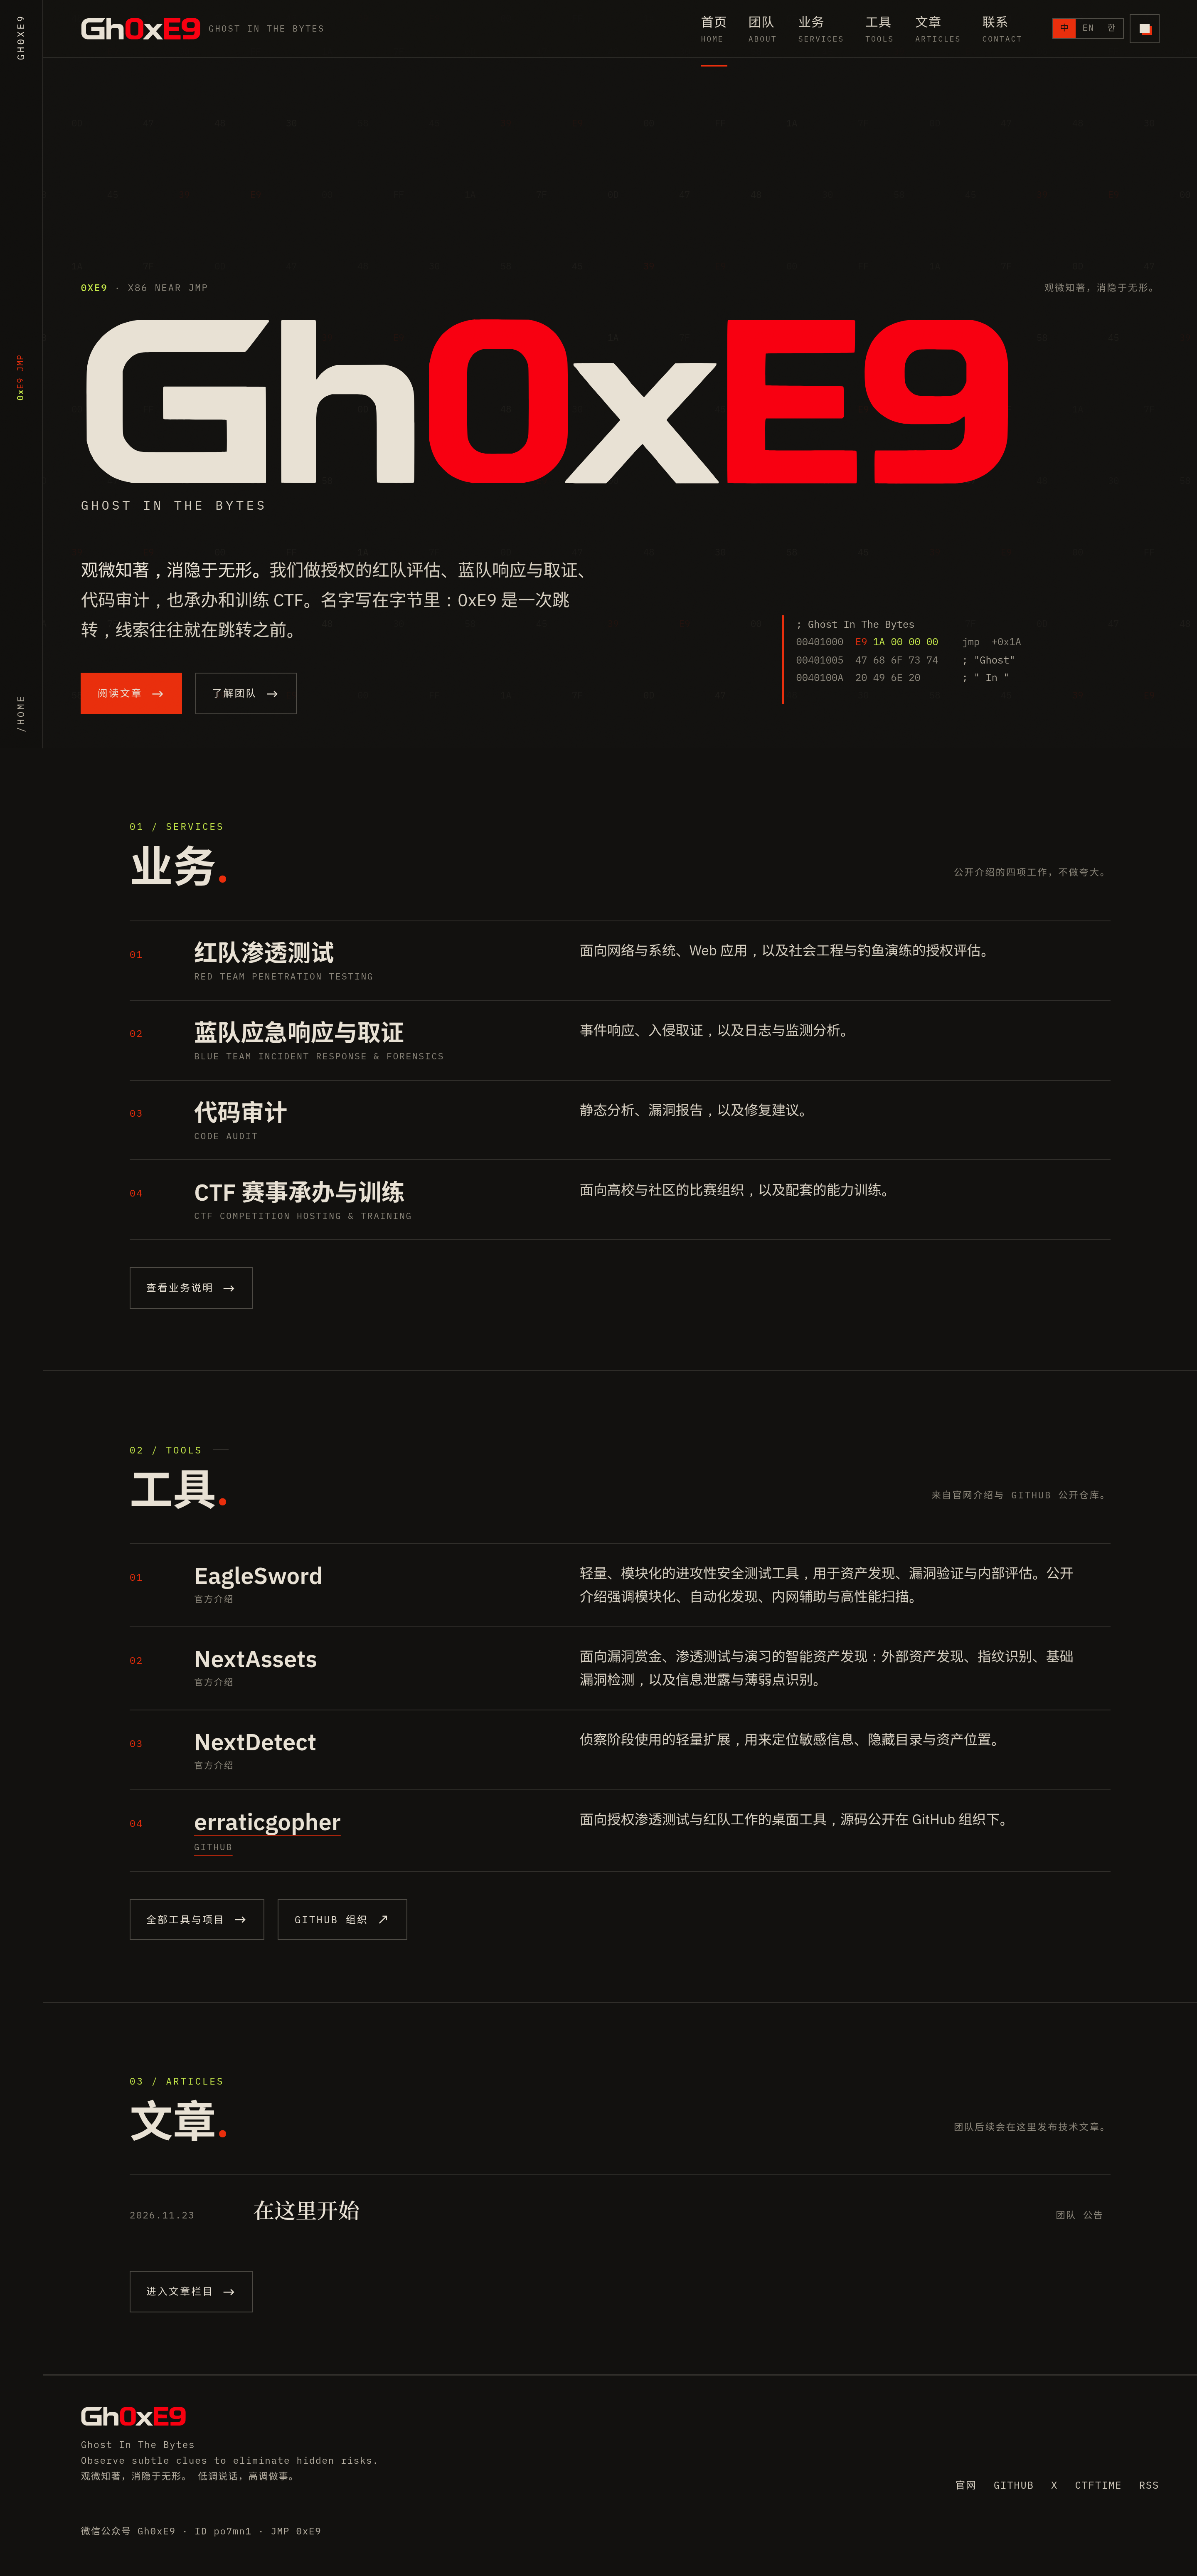 GH0XE9
0xE9 JMP
/HOME
Gh0xE9 GHOST IN THE BYTES
首页 团队 业务 工具 文章 联系
HOME ABOUT SERVICES TOOLS ARTICLES CONTACT
中 EN 한
0XE9 · X86 NEAR JMP
观微知著，消隐于无形。
Gh0xE9
GHOST IN THE BYTES
观微知著，消隐于无形。我们做授权的红队评估、蓝队响应与取证、
代码审计，也承办和训练 CTF。名字写在字节里：0xE9 是一次跳
转，线索往往就在跳转之前。
; Ghost In The Bytes
00401000 E9 1A 00 00 00 jmp +0x1A
00401005 47 68 6F 73 74 ; "Ghost"
0040100A 20 49 6E 20 ; " In "
阅读文章 →
了解团队 →
01 / SERVICES
业务.
公开介绍的四项工作，不做夸大。
01 红队渗透测试
RED TEAM PENETRATION TESTING
面向网络与系统、Web 应用，以及社会工程与钓鱼演练的授权评估。
02 蓝队应急响应与取证
BLUE TEAM INCIDENT RESPONSE & FORENSICS
事件响应、入侵取证，以及日志与监测分析。
03 代码审计
CODE AUDIT
静态分析、漏洞报告，以及修复建议。
04 CTF 赛事承办与训练
CTF COMPETITION HOSTING & TRAINING
面向高校与社区的比赛组织，以及配套的能力训练。
查看业务说明 →
02 / TOOLS
工具.
来自官网介绍与 GITHUB 公开仓库。
01 EagleSword
官方介绍
轻量、模块化的进攻性安全测试工具，用于资产发现、漏洞验证与内部评估。公开
介绍强调模块化、自动化发现、内网辅助与高性能扫描。
02 NextAssets
官方介绍
面向漏洞赏金、渗透测试与演习的智能资产发现：外部资产发现、指纹识别、基础
漏洞检测，以及信息泄露与薄弱点识别。
03 NextDetect
官方介绍
侦察阶段使用的轻量扩展，用来定位敏感信息、隐藏目录与资产位置。
04 erraticgopher
GITHUB
面向授权渗透测试与红队工作的桌面工具，源码公开在 GitHub 组织下。
全部工具与项目 →
GITHUB 组织 ↗
03 / ARTICLES
文章.
团队后续会在这里发布技术文章。
2026.11.23 在这里开始 团队 公告
进入文章栏目 →
Gh0xE9
Ghost In The Bytes
Observe subtle clues to eliminate hidden risks.
观微知著，消隐于无形。 低调说话，高调做事。
官网 GITHUB X CTFTIME RSS
微信公众号 Gh0xE9 · ID po7mn1 · JMP 0xE9